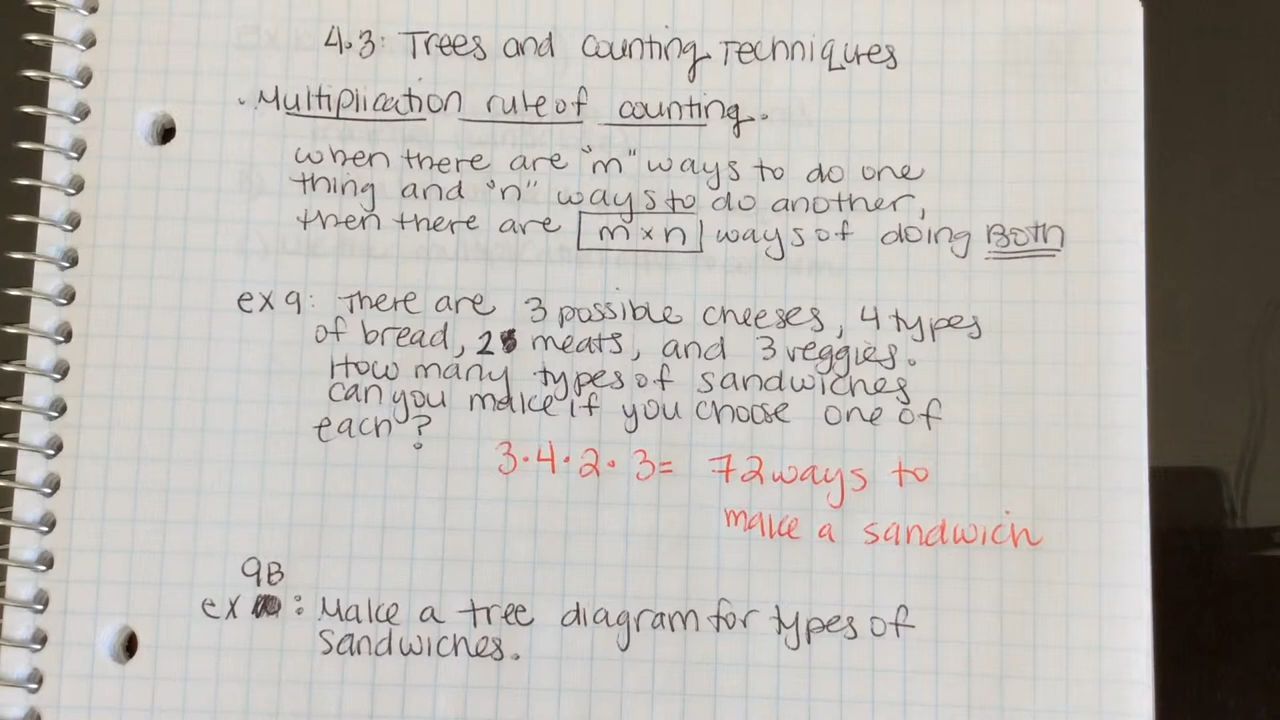 4.3: Trees and Counting Techniques
. Multiplication rule of counting.
when there are "m" ways to do one
thing and "n" ways to do another,
then there are m × n ways of doing BOTH
ex 9: There are 3 possible cheeses, 4 types
of bread, 2 meats, and 3 veggies.
How many types of sandwiches
can you make if you choose one of
each?
3·4·2·3= 72 ways to
make a sandwich
9B
ex : Make a tree diagram for types of
sandwiches.